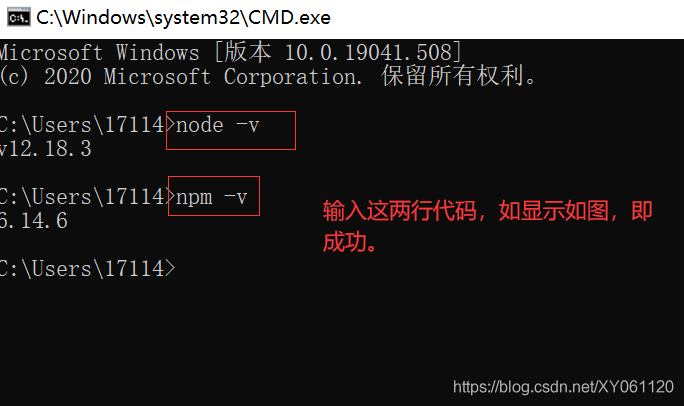 C:\Windows\system32\CMD.exe
Microsoft Windows [版本 10.0.19041.508]
(c) 2020 Microsoft Corporation. 保留所有权利。
C:\Users\17114>node -v
v12.18.3
C:\Users\17114>npm -v
6.14.6
输入这两行代码，如显示如图，即
成功。
C:\Users\17114>
https://blog.csdn.net/XY061120